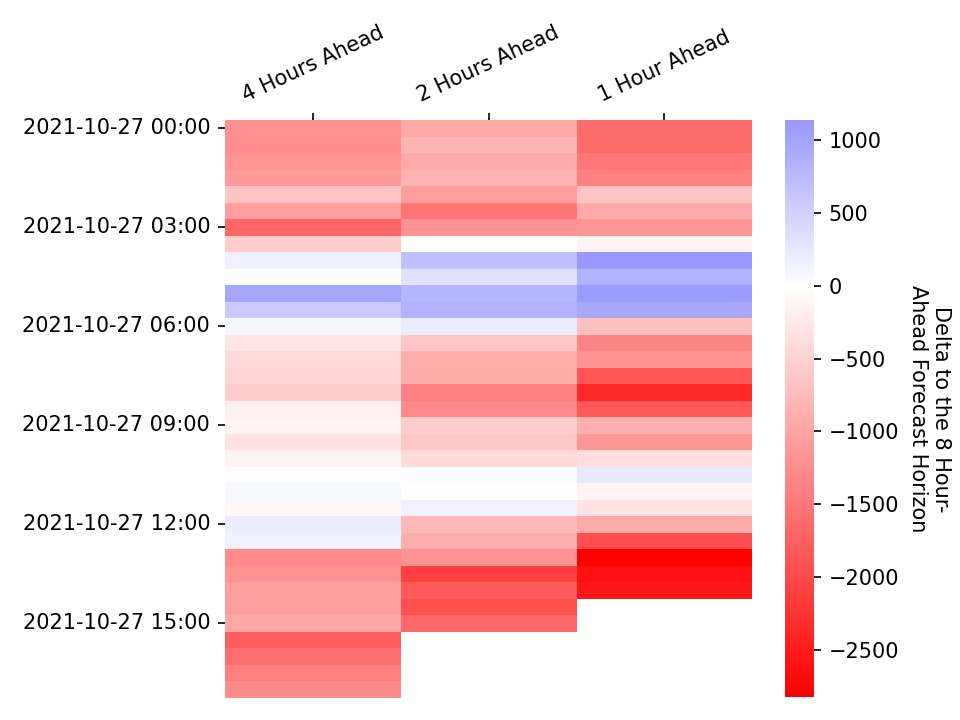 4 Hours Ahead
2 Hours Ahead
1 Hour Ahead
2021-10-27 00:00
2021-10-27 03:00
2021-10-27 06:00
2021-10-27 09:00
2021-10-27 12:00
2021-10-27 15:00
1000
500
0
−500
−1000
−1500
−2000
−2500
Delta to the 8 Hour-
Ahead Forecast Horizon